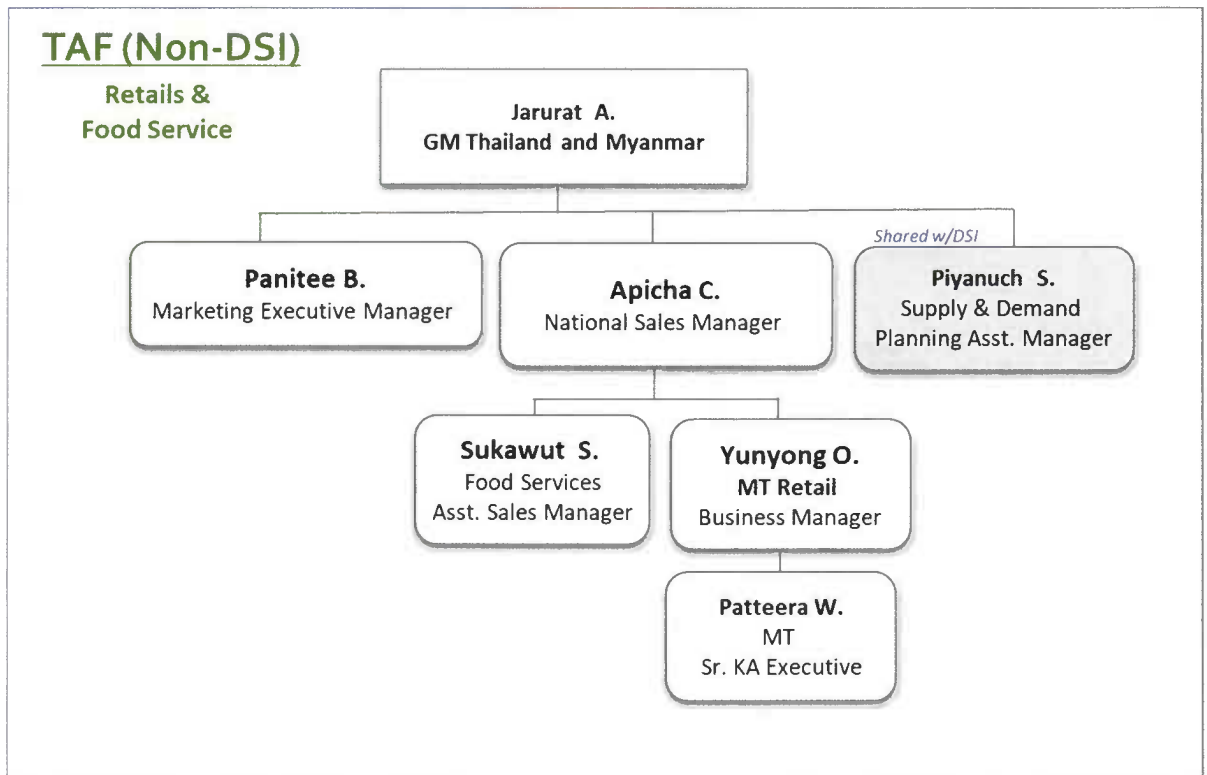 TAF (Non-DSI)
Retails &
Food Service
Jarurat A.
GM Thailand and Myanmar
Panitee B.
Marketing Executive Manager
Apicha C.
National Sales Manager
Shared w/DSI
Piyanuch S.
Supply & Demand
Planning Asst. Manager
Sukawut S.
Food Services
Asst. Sales Manager
Yunyong O.
MT Retail
Business Manager
Patteera W.
MT
Sr. KA Executive